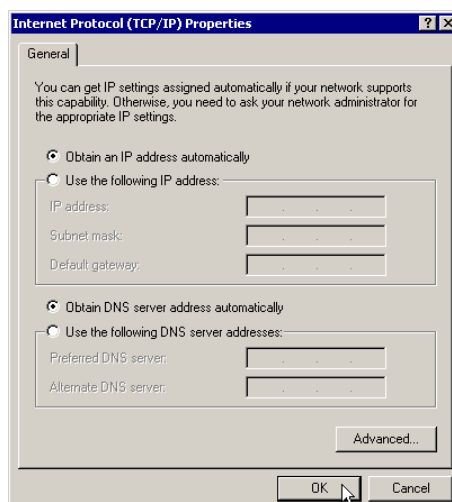 Internet Protocol (TCP/IP) Properties
General
You can get IP settings assigned automatically if your network supports
this capability. Otherwise, you need to ask your network administrator for
the appropriate IP settings.
Obtain an IP address automatically
Use the following IP address:
IP address:
Subnet mask:
Default gateway:
Obtain DNS server address automatically
Use the following DNS server addresses:
Preferred DNS server:
Alternate DNS server:
Advanced...
OK Cancel